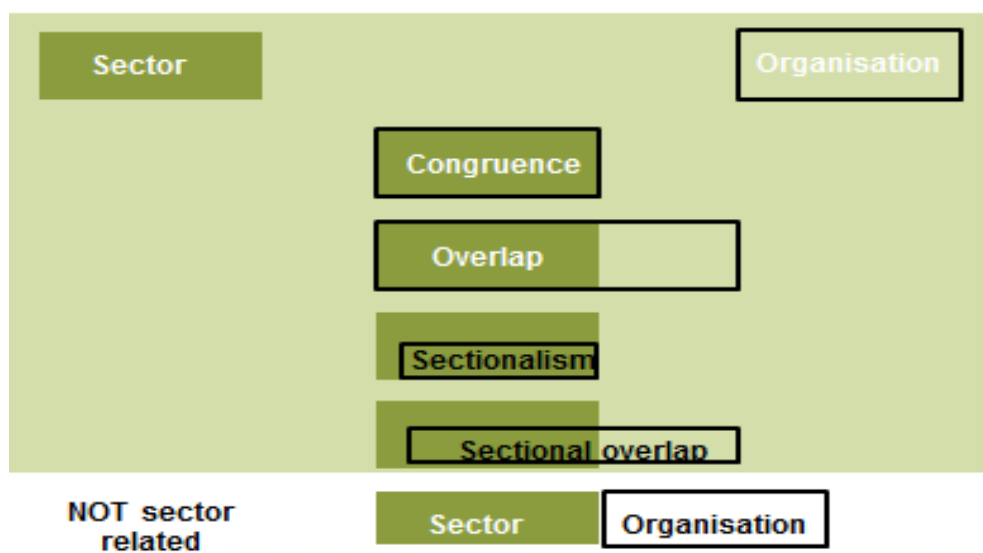 Sector
Organisation
Congruence
Overlap
Sectionalism
Sectional overlap
NOT sector
related
Sector
Organisation